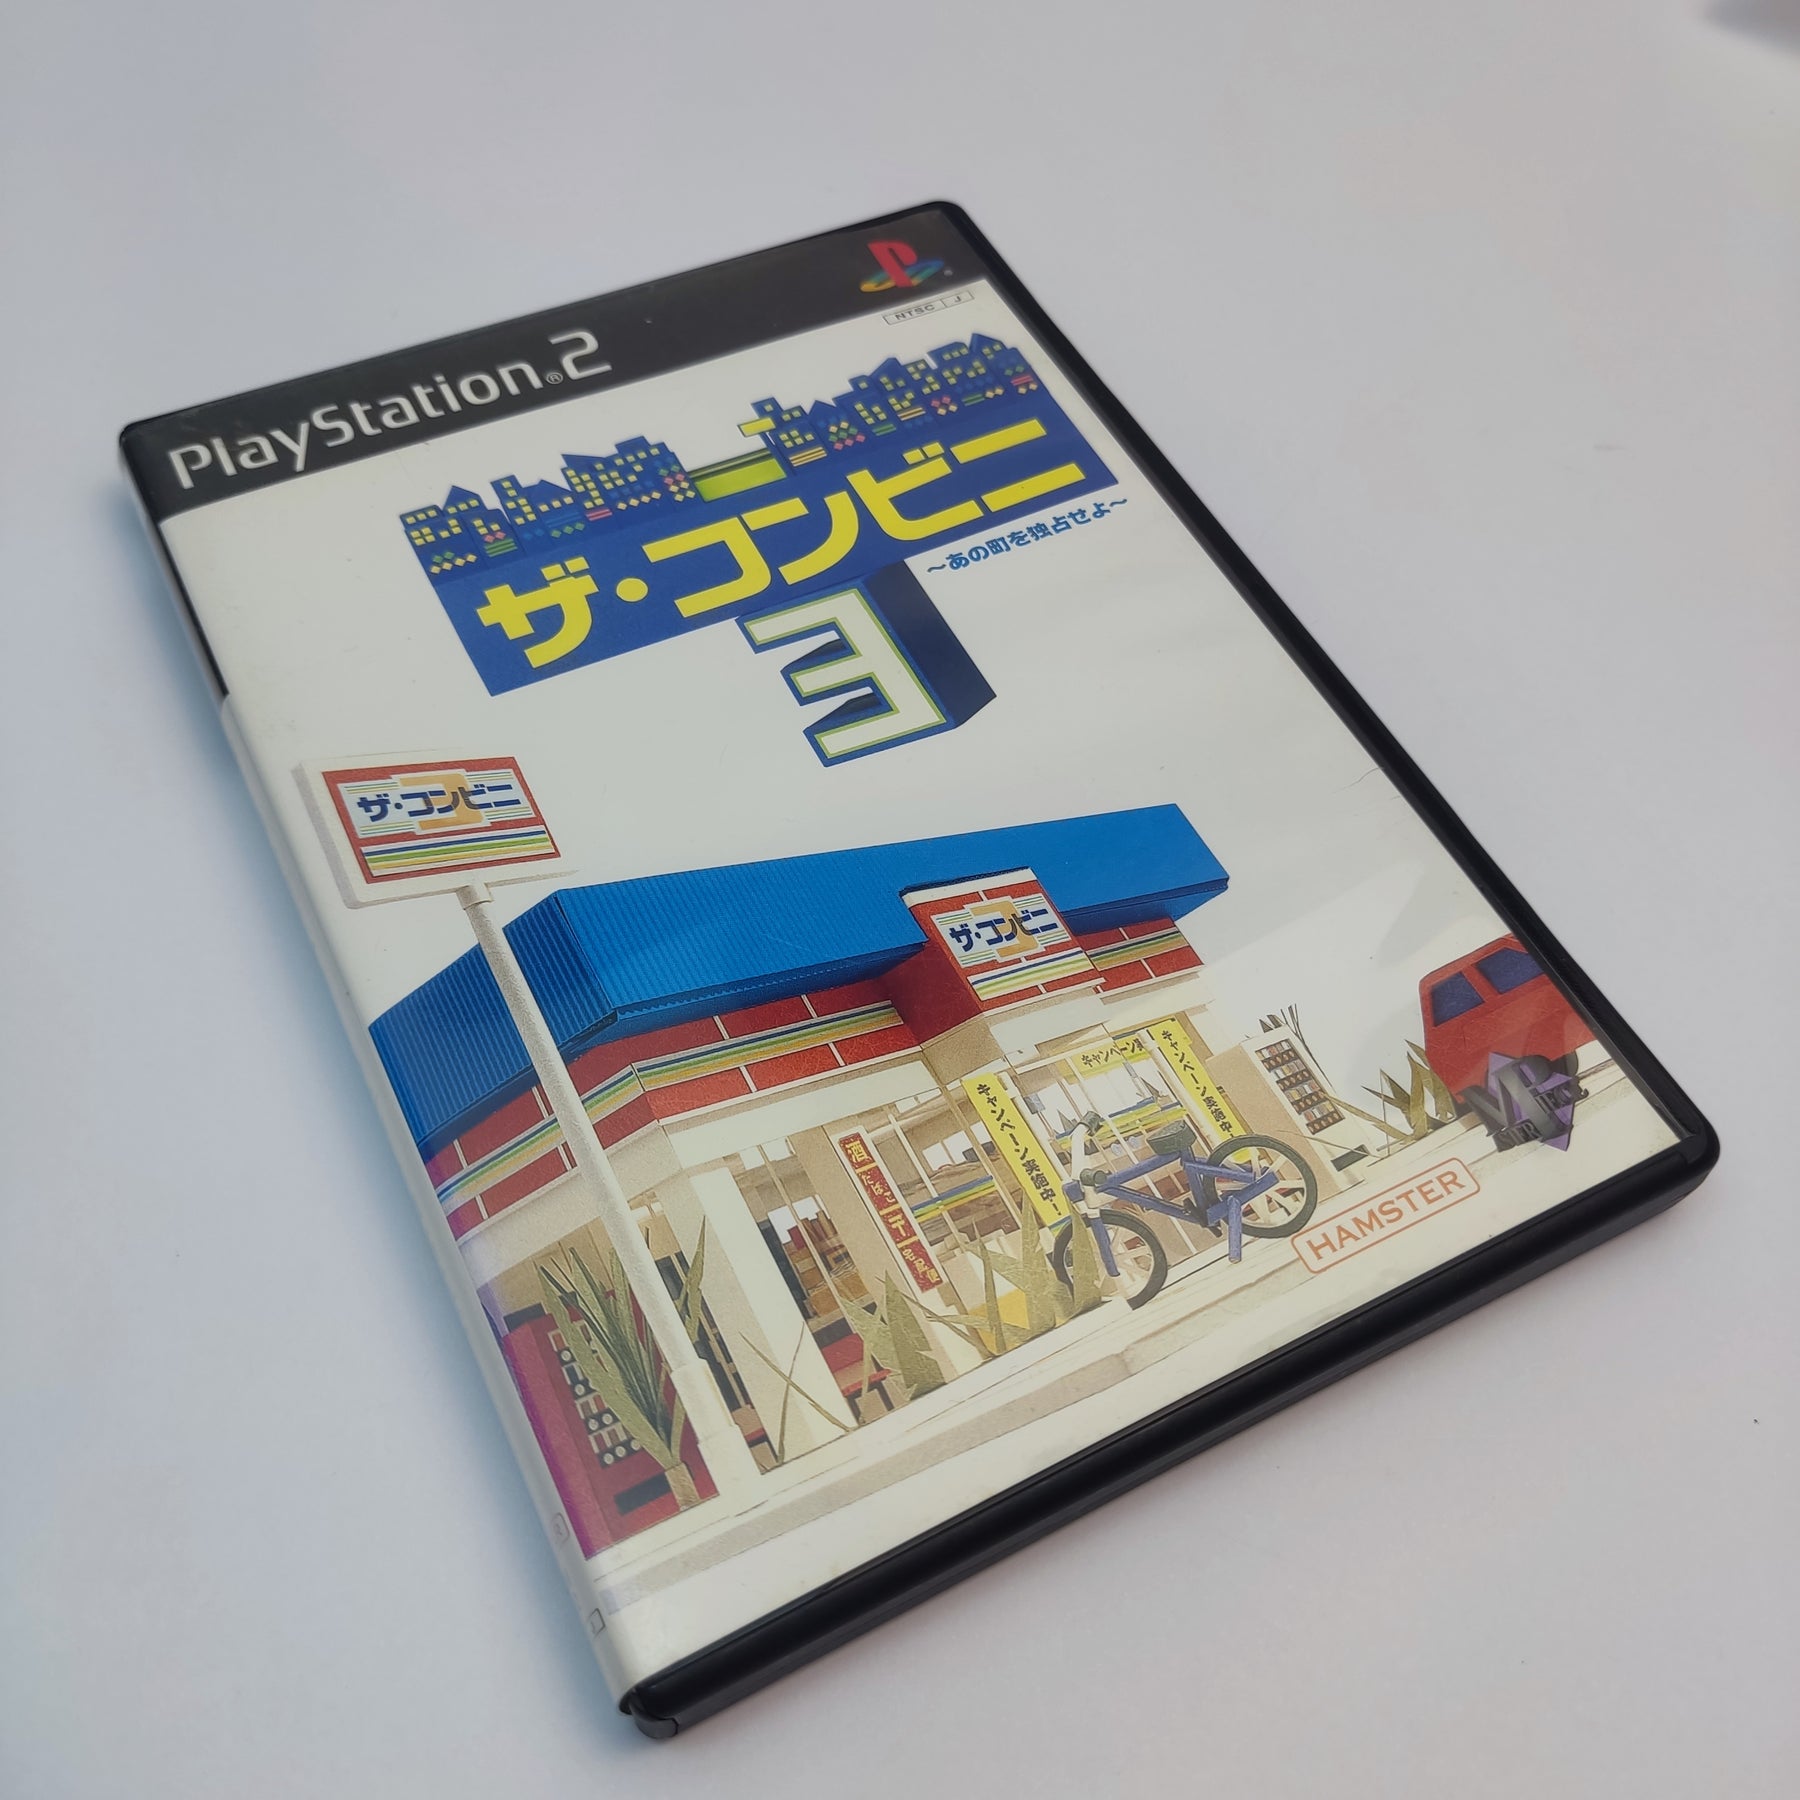 PlayStation®2
NTSC J
ザ・コンビニ
～あの町を独占せよ～
3
ザ・コンビニ
3
ザ・コンビニ
3
キャンペーン実施中!
キャンペーン
キャンペーン実施中!
HAMSTER